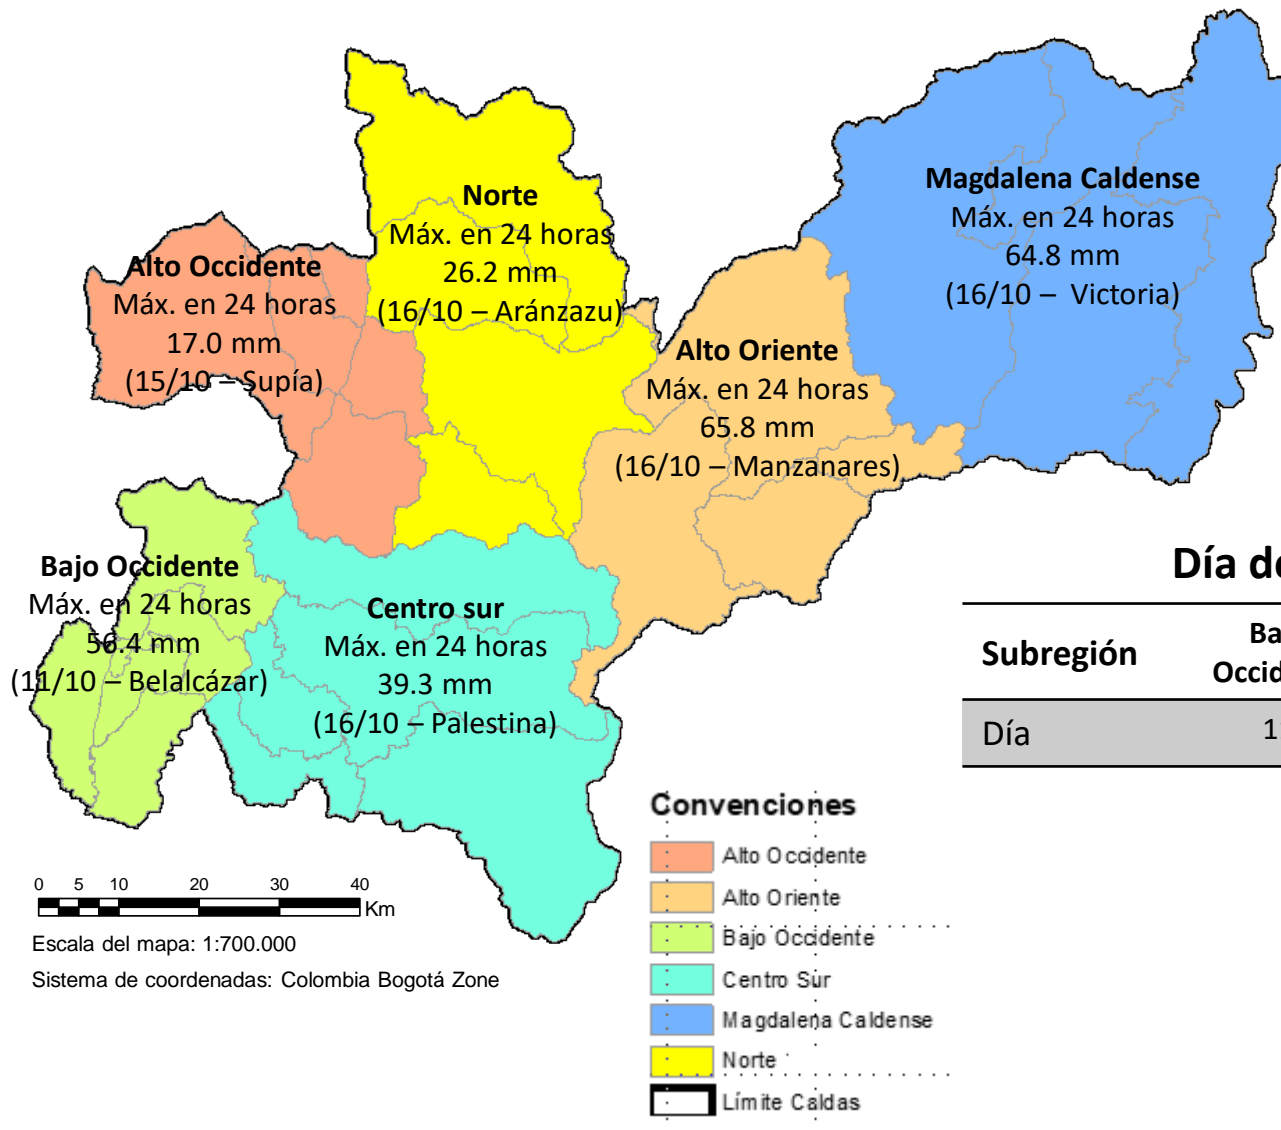 Norte
Máx. en 24 horas
26.2 mm
(16/10 – Aránzazu)
Magdalena Caldense
Máx. en 24 horas
64.8 mm
(16/10 – Victoria)
Alto Occidente
Máx. en 24 horas
17.0 mm
(15/10 – Supía)
Alto Oriente
Máx. en 24 horas
65.8 mm
(16/10 – Manzanares)
Bajo Occidente
Máx. en 24 horas
56.4 mm
(11/10 – Belalcázar)
Centro sur
Máx. en 24 horas
39.3 mm
(16/10 – Palestina)
Día de
Subregión
Ba
Occid
Día
1
Convenciones
Alto Occidente
Alto Oriente
Bajo Occidente
Centro Sur
Magdalena Caldense
Norte
Límite Caldas
0 5 10 20 30 40
Km
Escala del mapa: 1:700.000
Sistema de coordenadas: Colombia Bogotá Zone